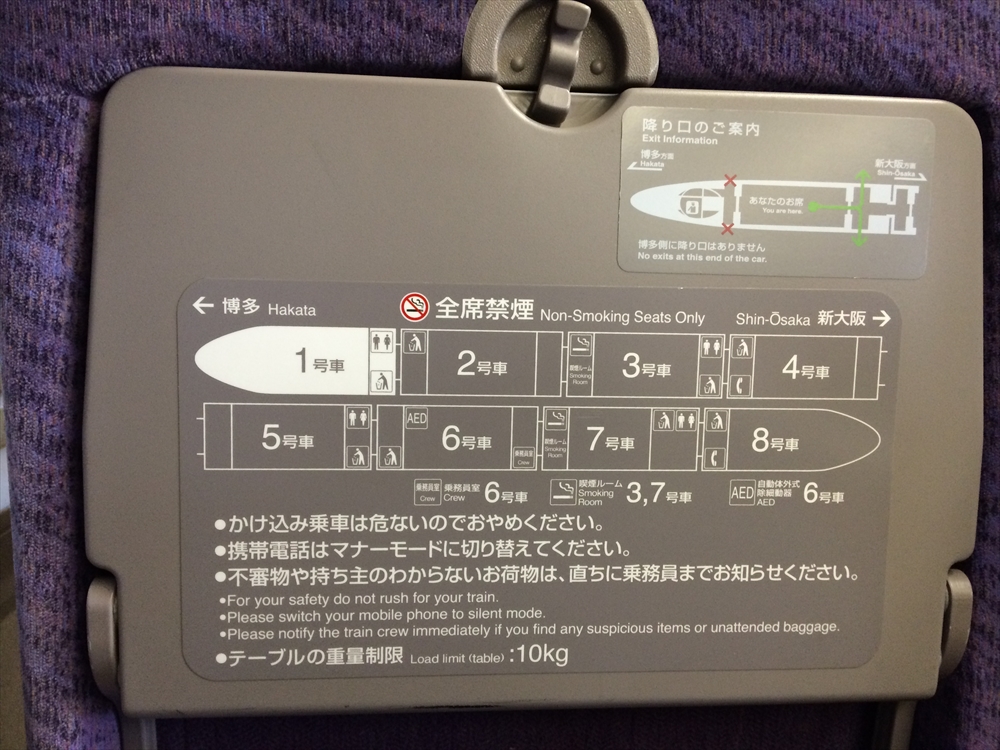 降り口のご案内
Exit Information
博多方面
Hakata
新大阪方面
Shin-Ōsaka
あなたのお席
You are here.
博多側に降り口はありません
No exits at this end of the car.
← 博多 Hakata 全席禁煙 Non-Smoking Seats Only Shin-Ōsaka 新大阪 →
1号車 2号車 喫煙ルーム Smoking Room 3号車 4号車
5号車 AED 6号車 乗務員室 Crew 喫煙ルーム Smoking Room 7号車 8号車
乗務員室 Crew 乗務員室 Crew 6号車 喫煙ルーム Smoking Room 3,7号車 AED 自動体外式除細動器 AED 6号車
●かけ込み乗車は危ないのでおやめください。
●携帯電話はマナーモードに切り替えてください。
●不審物や持ち主のわからないお荷物は、直ちに乗務員までお知らせください。
●For your safety do not rush for your train.
●Please switch your mobile phone to silent mode.
●Please notify the train crew immediately if you find any suspicious items or unattended baggage.
●テーブルの重量制限 Load limit (table) :10kg